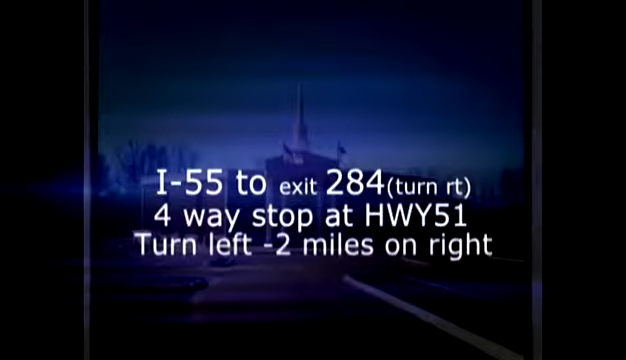 I-55 to exit 284(turn rt)
4 way stop at HWY51
Turn left -2 miles on right